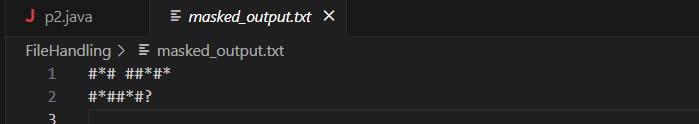 J p2.java masked_output.txt ×
FileHandling > masked_output.txt
1 #*# ##*#*
2 #*##*#?
3